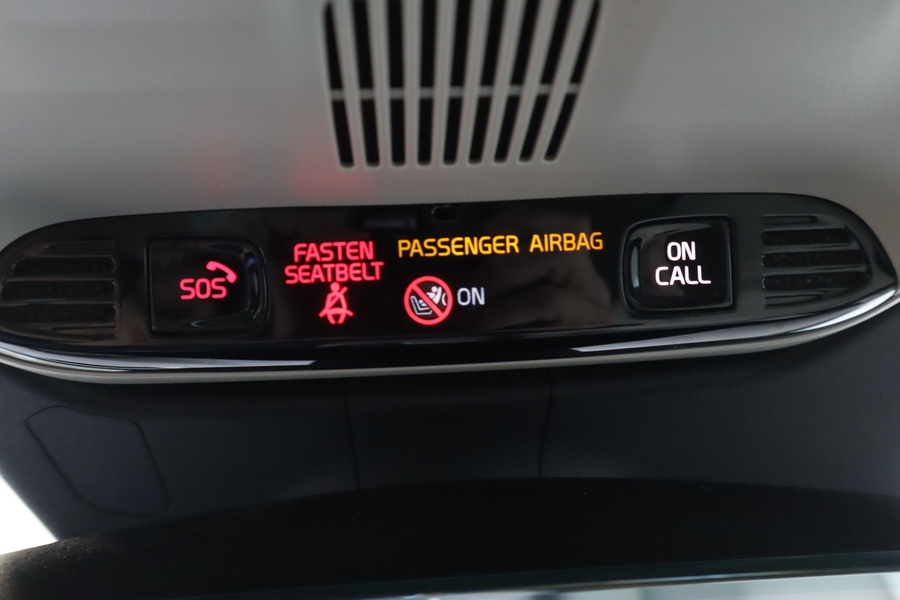 SOS
FASTEN
SEATBELT
PASSENGER AIRBAG
ON
ON
CALL